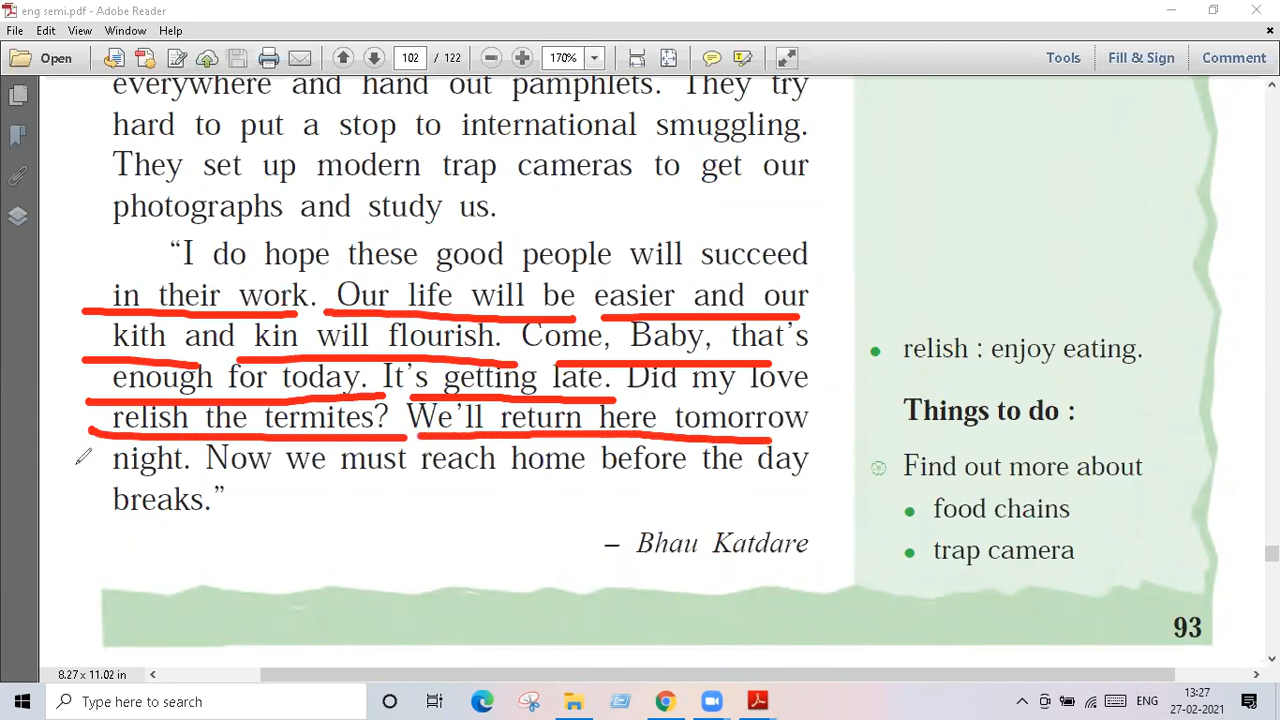 eng semi.pdf - Adobe Reader
File Edit View Window Help
Open 102 / 122 170% Tools Fill & Sign Comment
everywhere and hand out pamphlets. They try
hard to put a stop to international smuggling.
They set up modern trap cameras to get our
photographs and study us.
“I do hope these good people will succeed
in their work. Our life will be easier and our
kith and kin will flourish. Come, Baby, that's
enough for today. It's getting late. Did my love
relish the termites? We'll return here tomorrow
night. Now we must reach home before the day
breaks.”
– Bhau Katdare
• relish : enjoy eating.
Things to do :
Find out more about
• food chains
• trap camera
93
8.27 x 11.02 in
Type here to search
ENG
13:27
27-02-2021